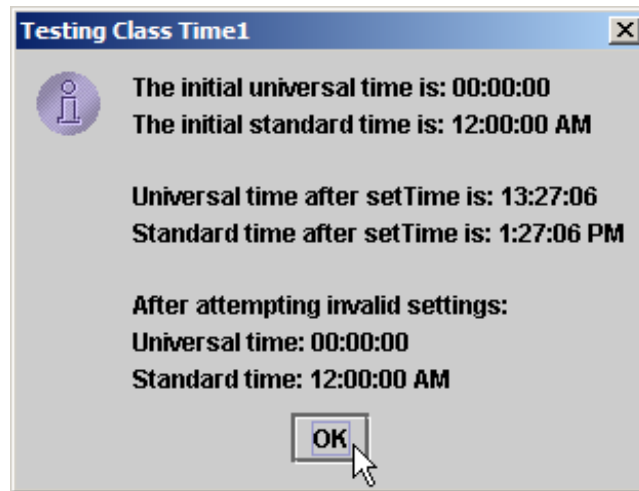 Testing Class Time1
The initial universal time is: 00:00:00
The initial standard time is: 12:00:00 AM
Universal time after setTime is: 13:27:06
Standard time after setTime is: 1:27:06 PM
After attempting invalid settings:
Universal time: 00:00:00
Standard time: 12:00:00 AM
OK